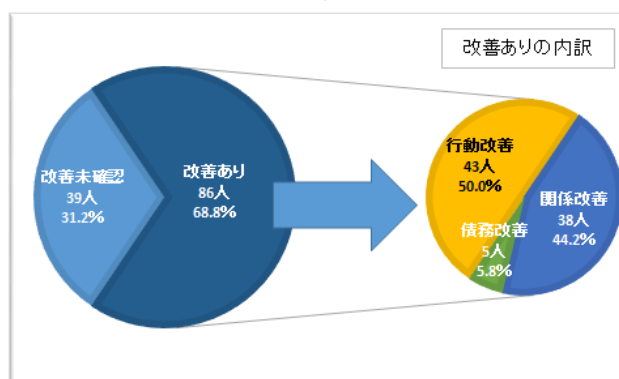 改善ありの内訳
改善未確認
39人
31.2%
改善あり
86人
68.8%
行動改善
43人
50.0%
関係改善
38人
44.2%
債務改善
5人
5.8%